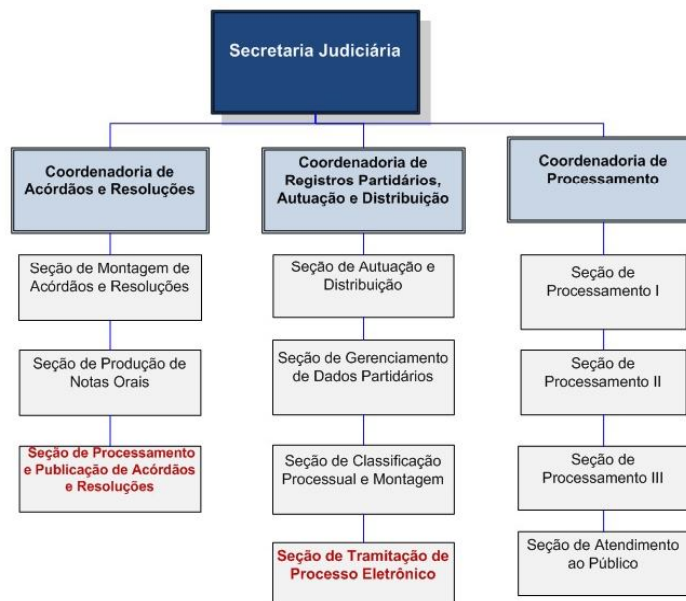 Secretaria Judiciária
Coordenadoria de
Acórdãos e Resoluções
Seção de Montagem de
Acórdãos e Resoluções
Seção de Produção de
Notas Orais
Seção de Processamento
e Publicação de Acórdãos
e Resoluções
Coordenadoria de
Registros Partidários,
Autuação e Distribuição
Seção de Autuação e
Distribuição
Seção de Gerenciamento
de Dados Partidários
Seção de Classificação
Processual e Montagem
Seção de Tramitação de
Processo Eletrônico
Coordenadoria de
Processamento
Seção de
Processamento I
Seção de
Processamento II
Seção de
Processamento III
Seção de Atendimento
ao Público